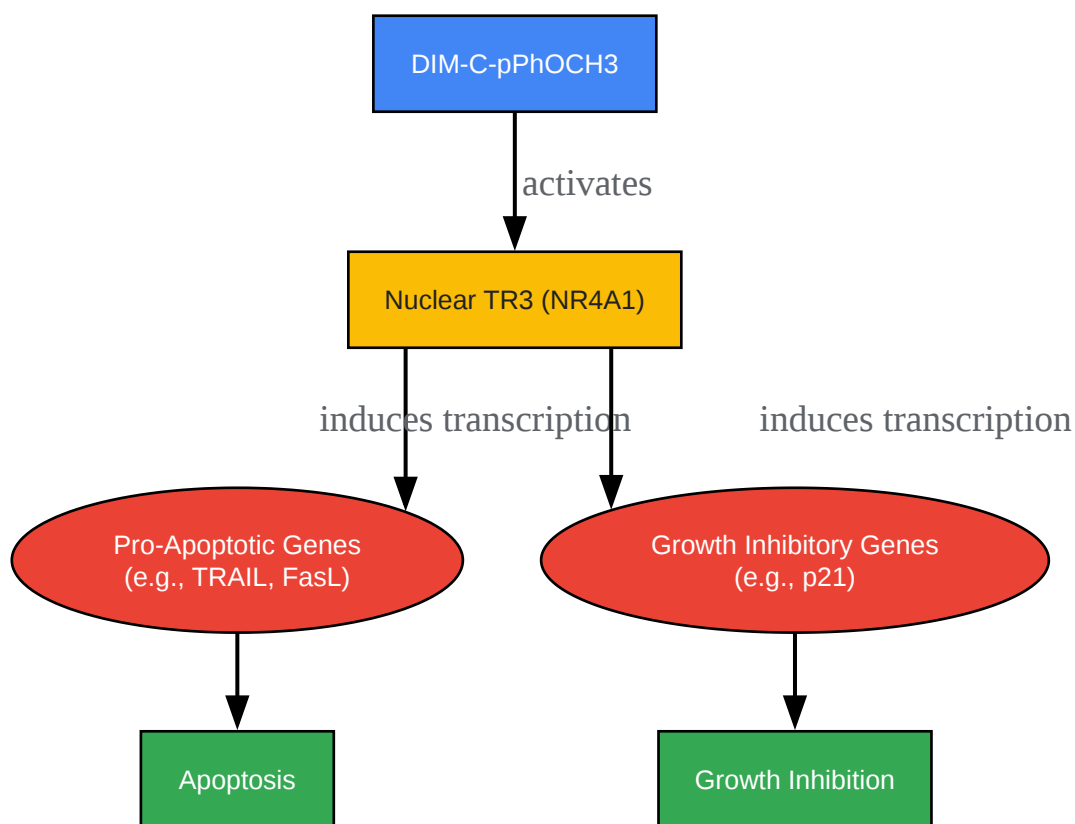 DIM-C-pPhOCH3
activates
Nuclear TR3 (NR4A1)
induces transcription
induces transcription
Pro-Apoptotic Genes
(e.g., TRAIL, FasL)
Growth Inhibitory Genes
(e.g., p21)
Apoptosis
Growth Inhibition